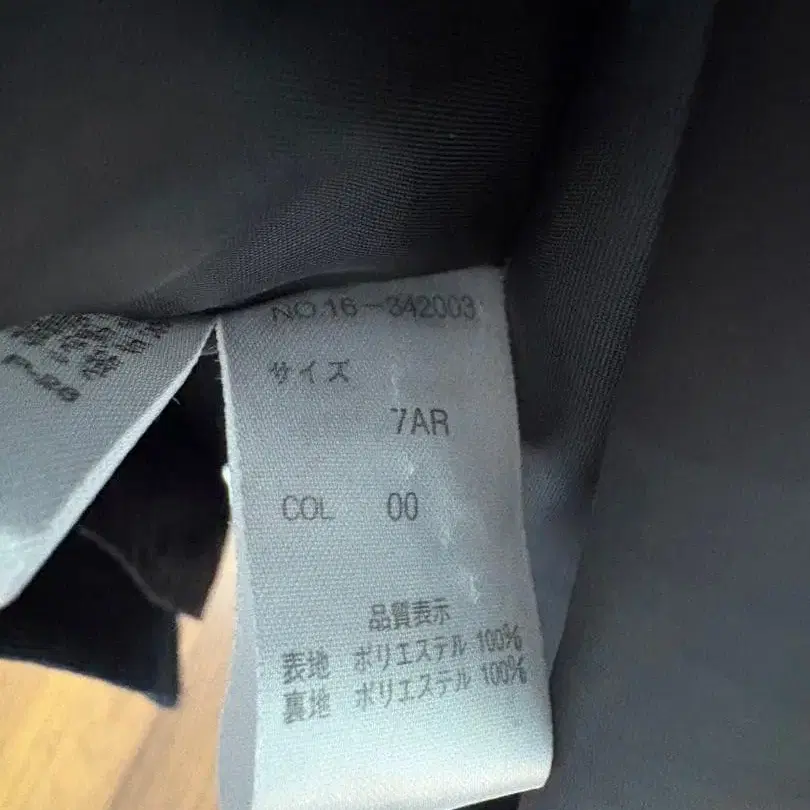 NO.16-342003
サイズ
7AR
COL 00
品質表示
表地 ポリエステル 100%
裏地 ポリエステル 100%
P-26